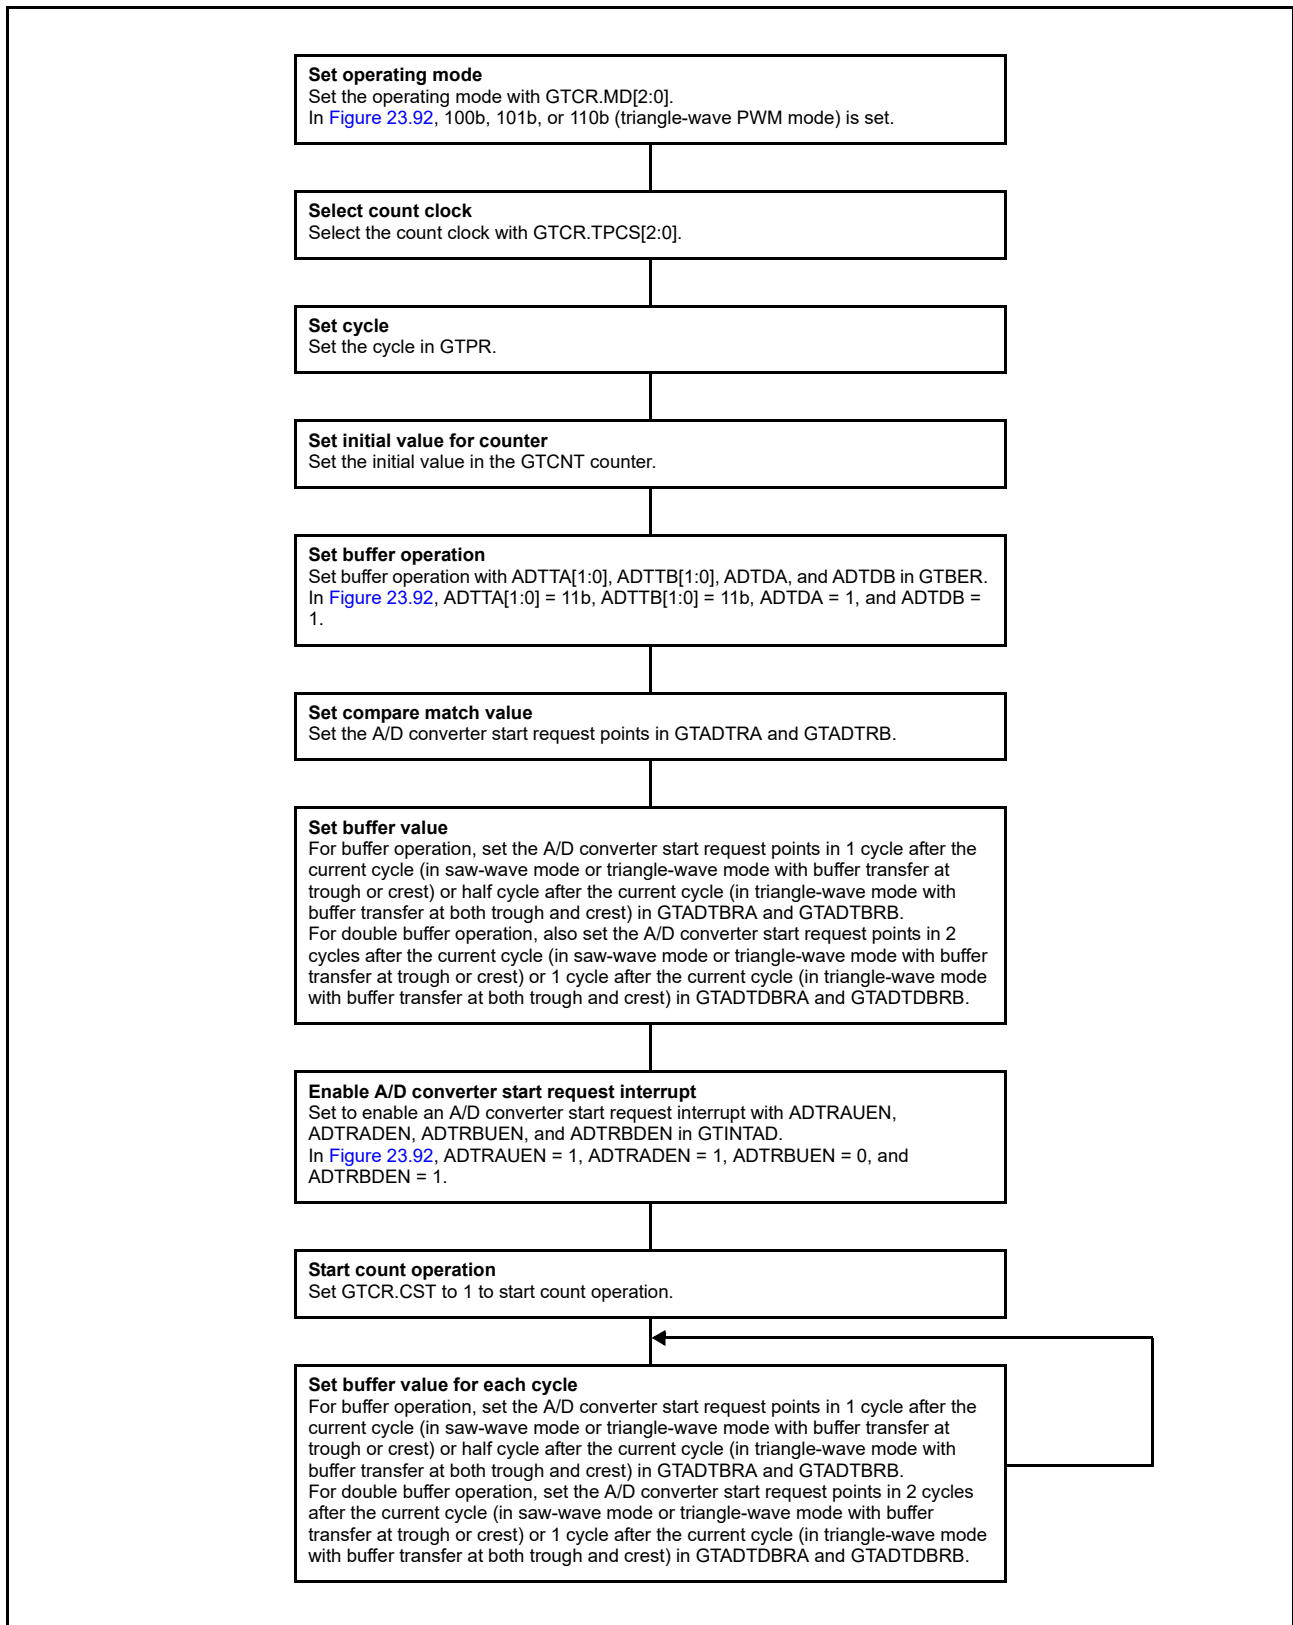 Set operating mode
Set the operating mode with GTCR.MD[2:0].
In Figure 23.92, 100b, 101b, or 110b (triangle-wave PWM mode) is set.
Select count clock
Select the count clock with GTCR.TPCS[2:0].
Set cycle
Set the cycle in GTPR.
Set initial value for counter
Set the initial value in the GTCNT counter.
Set buffer operation
Set buffer operation with ADTTA[1:0], ADTTB[1:0], ADTDA, and ADTDB in GTBER.
In Figure 23.92, ADTTA[1:0] = 11b, ADTTB[1:0] = 11b, ADTDA = 1, and ADTDB =
1.
Set compare match value
Set the A/D converter start request points in GTADTRA and GTADTRB.
Set buffer value
For buffer operation, set the A/D converter start request points in 1 cycle after the
current cycle (in saw-wave mode or triangle-wave mode with buffer transfer at
trough or crest) or half cycle after the current cycle (in triangle-wave mode with
buffer transfer at both trough and crest) in GTADTBRA and GTADTBRB.
For double buffer operation, also set the A/D converter start request points in 2
cycles after the current cycle (in saw-wave mode or triangle-wave mode with buffer
transfer at trough or crest) or 1 cycle after the current cycle (in triangle-wave mode
with buffer transfer at both trough and crest) in GTADTDBRA and GTADTDBRB.
Enable A/D converter start request interrupt
Set to enable an A/D converter start request interrupt with ADTRAUEN,
ADTRADEN, ADTRBUEN, and ADTRBDEN in GTINTAD.
In Figure 23.92, ADTRAUEN = 1, ADTRADEN = 1, ADTRBUEN = 0, and
ADTRBDEN = 1.
Start count operation
Set GTCR.CST to 1 to start count operation.
Set buffer value for each cycle
For buffer operation, set the A/D converter start request points in 1 cycle after the
current cycle (in saw-wave mode or triangle-wave mode with buffer transfer at
trough or crest) or half cycle after the current cycle (in triangle-wave mode with
buffer transfer at both trough and crest) in GTADTBRA and GTADTBRB.
For double buffer operation, set the A/D converter start request points in 2 cycles
after the current cycle (in saw-wave mode or triangle-wave mode with buffer
transfer at trough or crest) or 1 cycle after the current cycle (in triangle-wave mode
with buffer transfer at both trough and crest) in GTADTDBRA and GTADTDBRB.